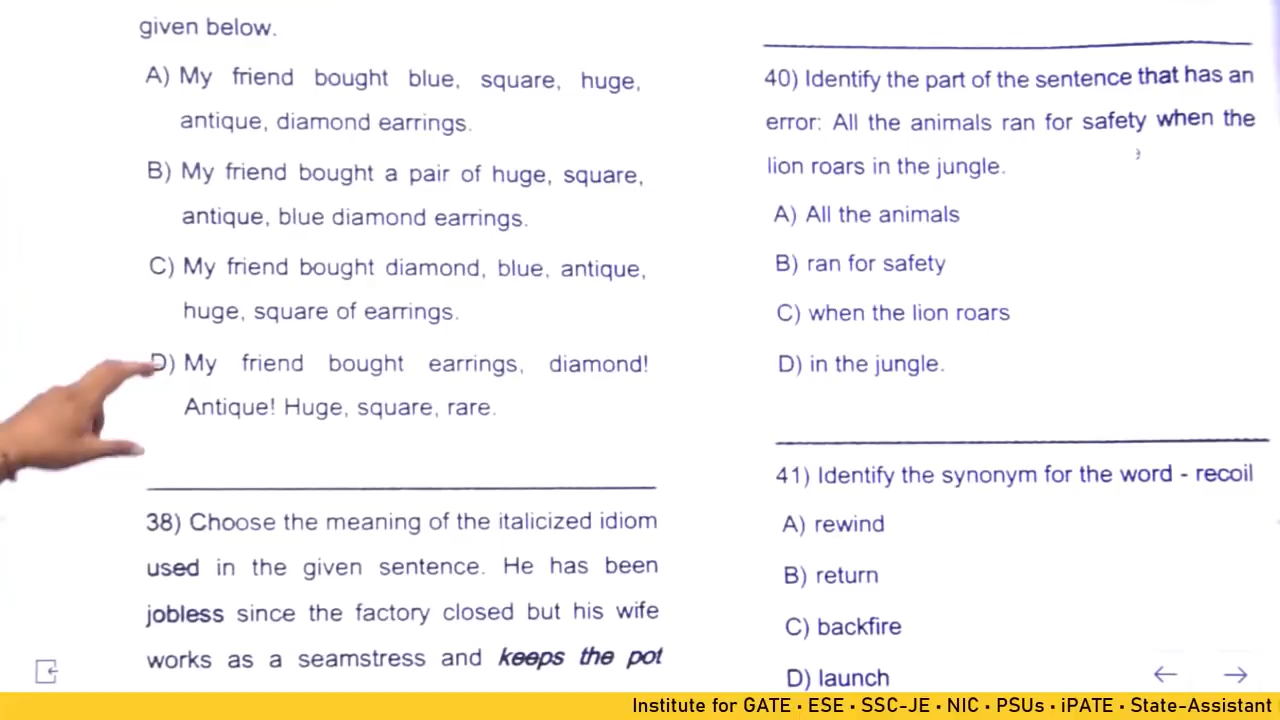 given below.
A) My friend bought blue, square, huge,
antique, diamond earrings.
B) My friend bought a pair of huge, square,
antique, blue diamond earrings.
C) My friend bought diamond, blue, antique,
huge, square of earrings.
D) My friend bought earrings, diamond!
Antique! Huge, square, rare.
38) Choose the meaning of the italicized idiom
used in the given sentence. He has been
jobless since the factory closed but his wife
works as a seamstress and keeps the pot
40) Identify the part of the sentence that has an
error: All the animals ran for safety when the
lion roars in the jungle.
A) All the animals
B) ran for safety
C) when the lion roars
D) in the jungle.
41) Identify the synonym for the word - recoil
A) rewind
B) return
C) backfire
D) launch
Institute for GATE • ESE • SSC-JE • NIC • PSUs • iPATE • State-Assistant